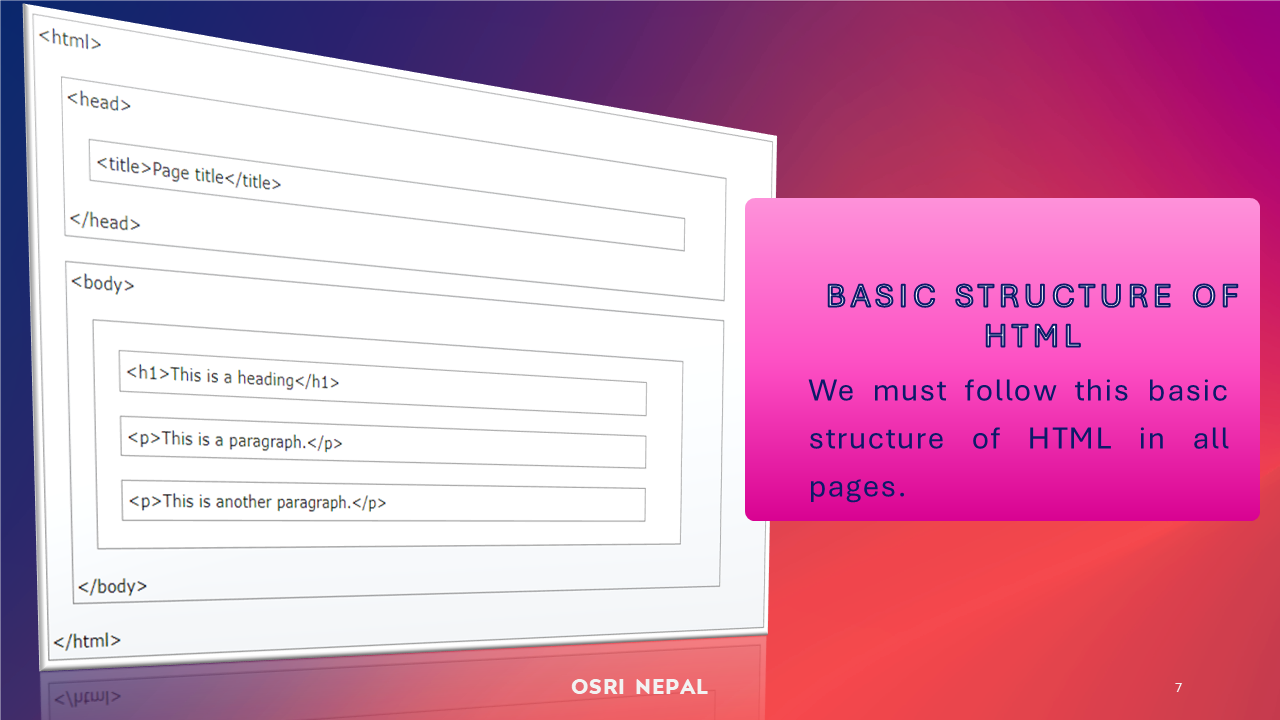 <html>
<head>
<title>Page title</title>
</head>
<body>
<h1>This is a heading</h1>
<p>This is a paragraph.</p>
<p>This is another paragraph.</p>
</body>
</html>
BASIC STRUCTURE OF
HTML
We must follow this basic
structure of HTML in all
pages.
</html>
OSRI NEPAL
7